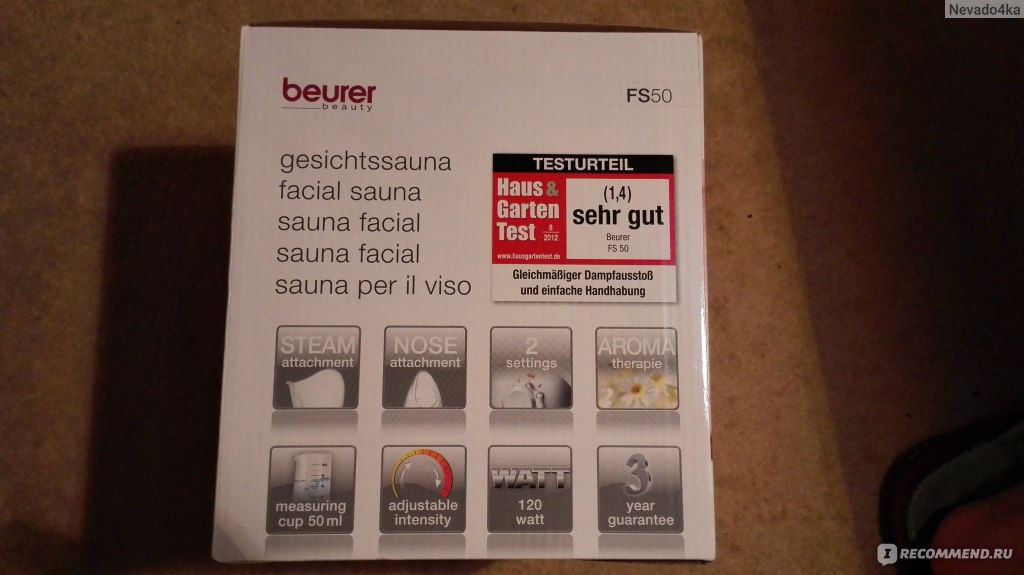 Nevado4ka
beurer
beauty
FS50
gesichtssauna
facial sauna
sauna facial
sauna facial
sauna per il viso
TESTURTEIL
Haus &
Garten
Test 8
2012
www.hausgartentest.de
(1,4)
sehr gut
Beurer
FS 50
Gleichmäßiger Dampfausstoß
und einfache Handhabung
STEAM
attachment
NOSE
attachment
2
settings
AROMA
therapie
measuring
cup 50 ml
adjustable
intensity
WATT
120
watt
3
year
guarantee
RECOMMEND.RU